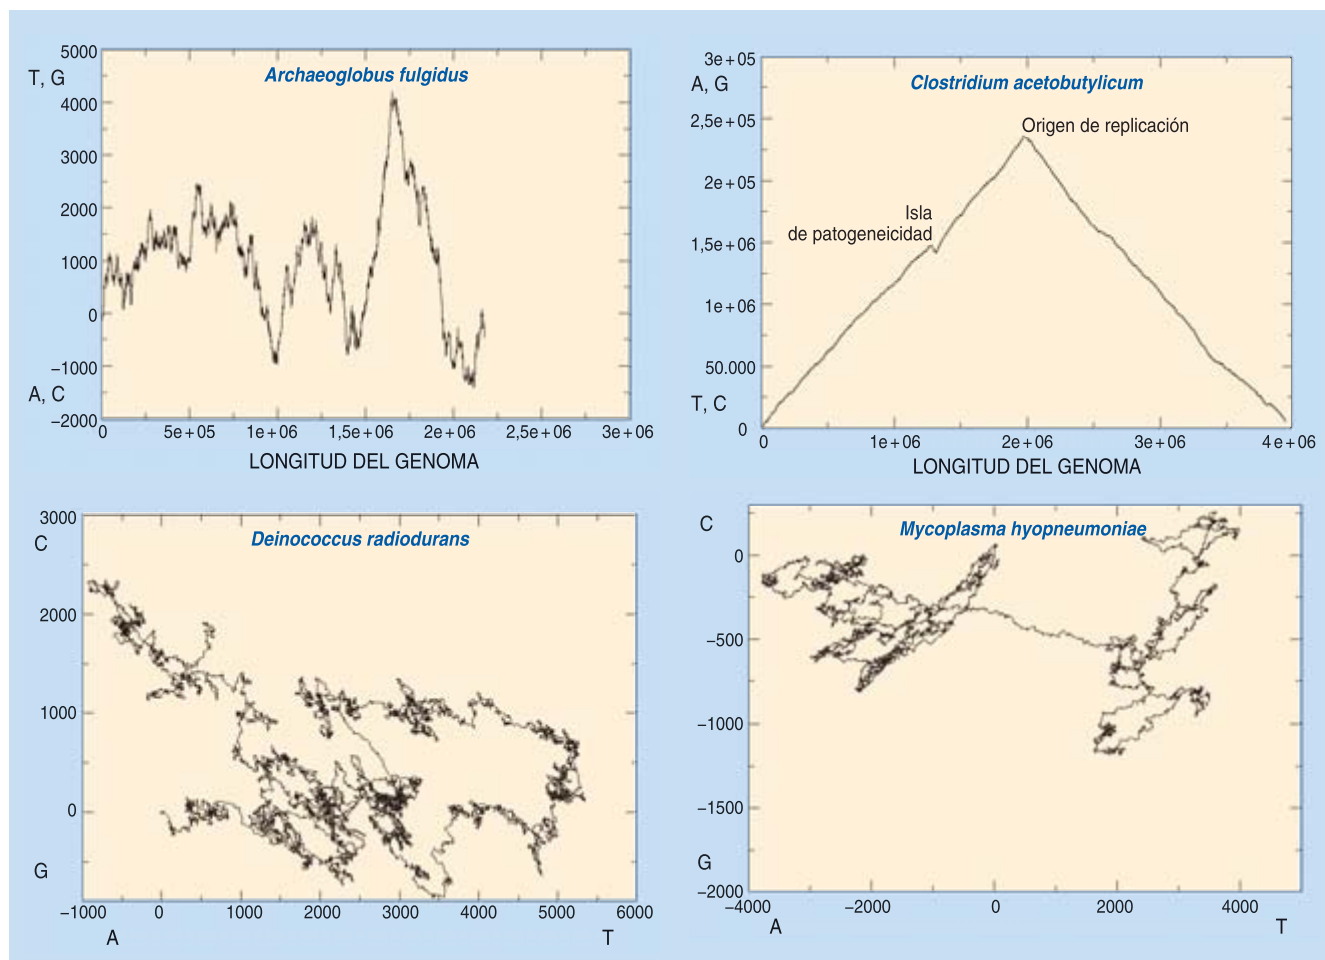 Archaeoglobus fulgidus
T, G
A, C
5000
4000
3000
2000
1000
0
−1000
−2000
0 5e+05 1e+06 1,5e+06 2e+06 2,5e+06 3e+06
LONGITUD DEL GENOMA
Clostridium acetobutylicum
A, G
T, C
3e+05
2,5e+05
2e+05
1,5e+06
1e+06
50.000
0
Origen de replicación
Isla
de patogeneicidad
0 1e+06 2e+06 3e+06 4e+06
LONGITUD DEL GENOMA
Deinococcus radiodurans
C
G
3000
2000
1000
0
−1000 0 1000 2000 3000 4000 5000 6000
A T
Mycoplasma hyopneumoniae
C
G
0
−500
−1000
−1500
−2000
−4000 −2000 0 2000 4000
A T